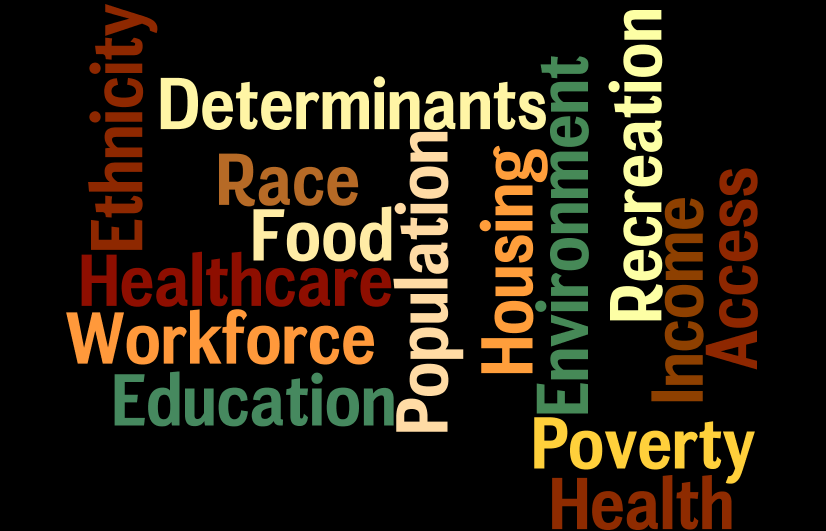 Ethnicity
Determinants
Race
Food
Healthcare
Workforce
Education
Population
Housing
Environment
Recreation
Income
Access
Poverty
Health